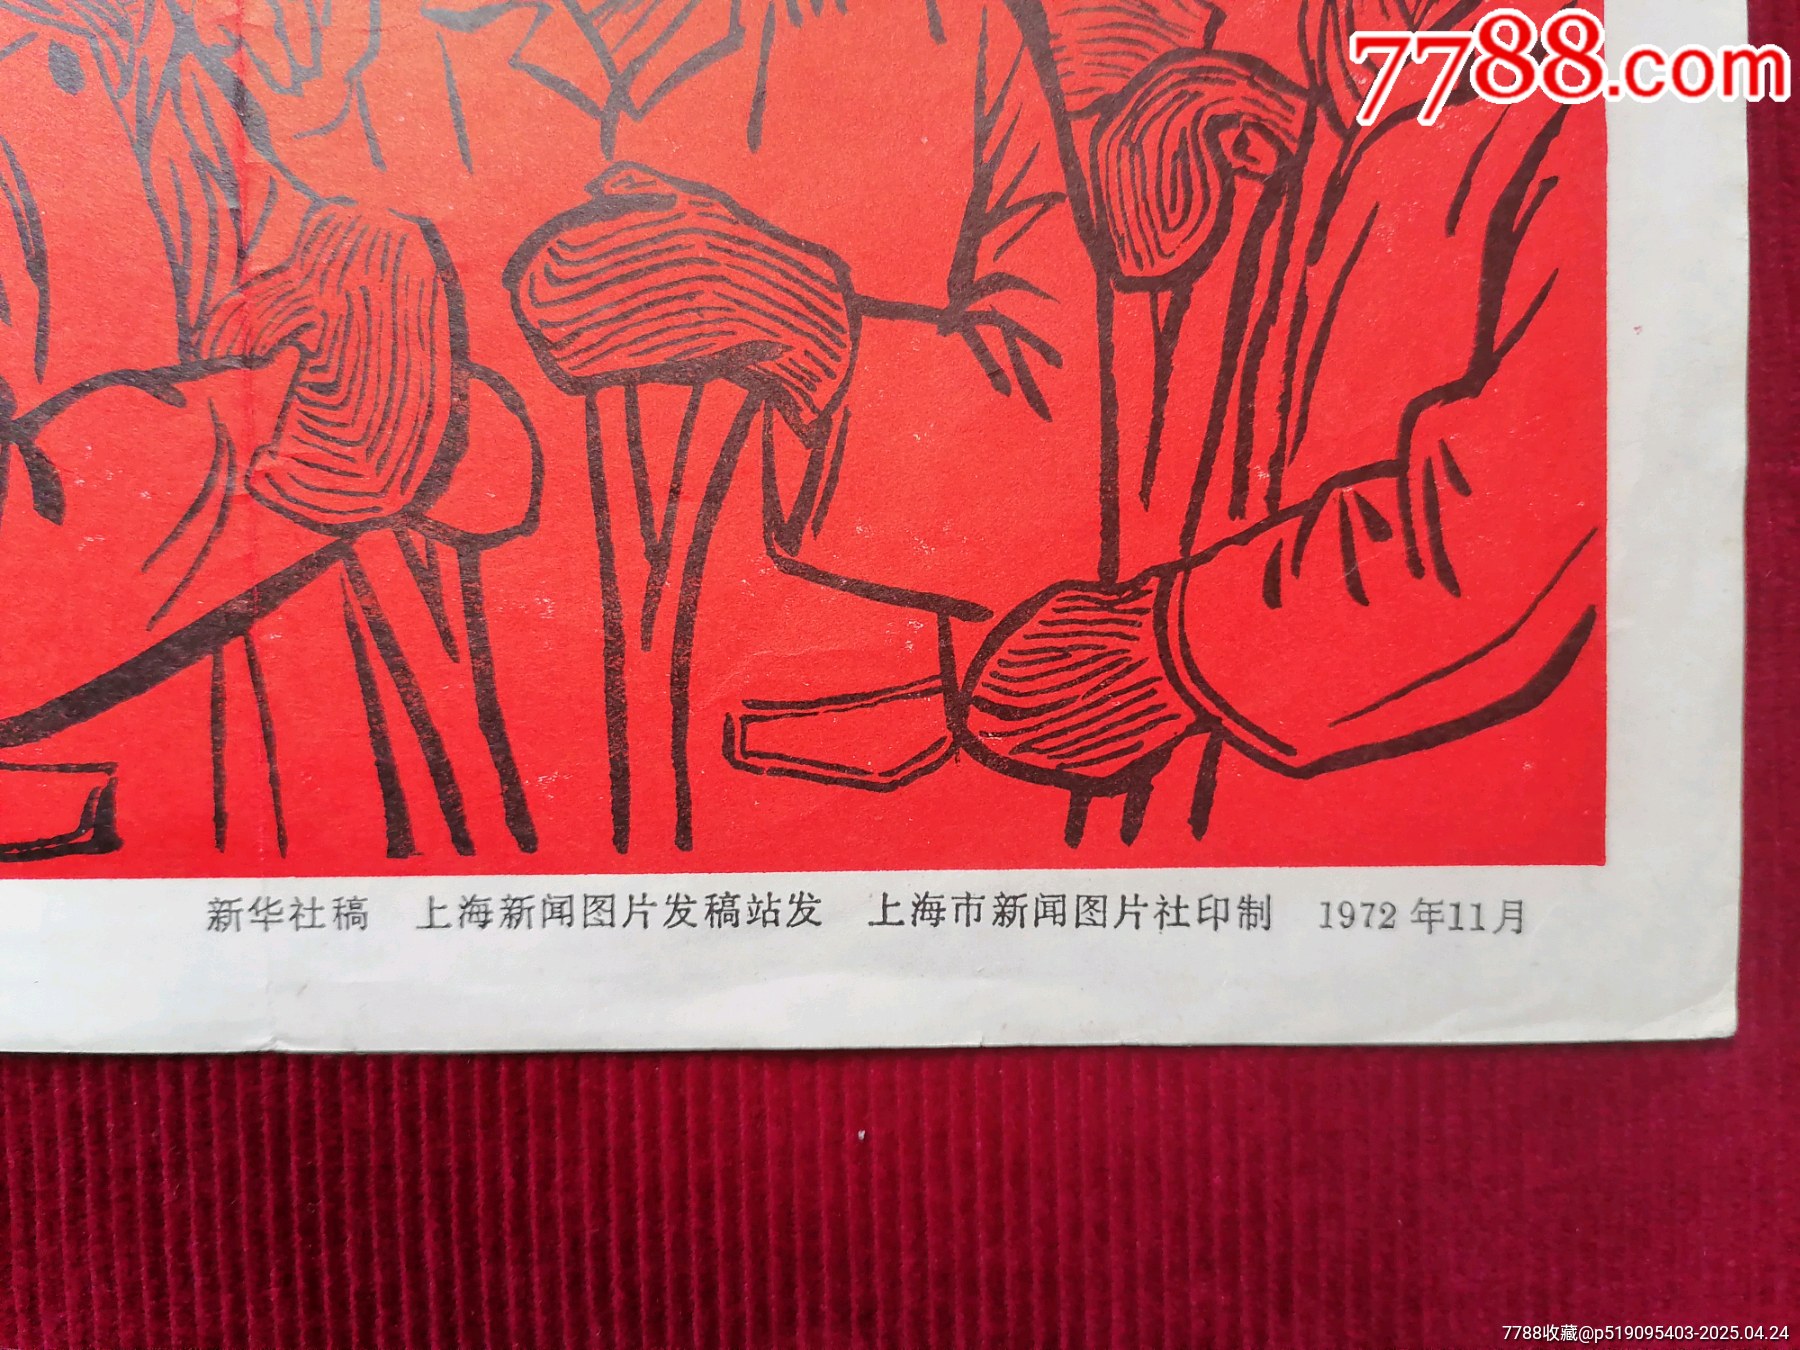 7788.com
新华社稿 上海新闻图片发稿站发 上海市新闻图片社印制 1972年11月
7788收藏@p519095403-2025.04.24